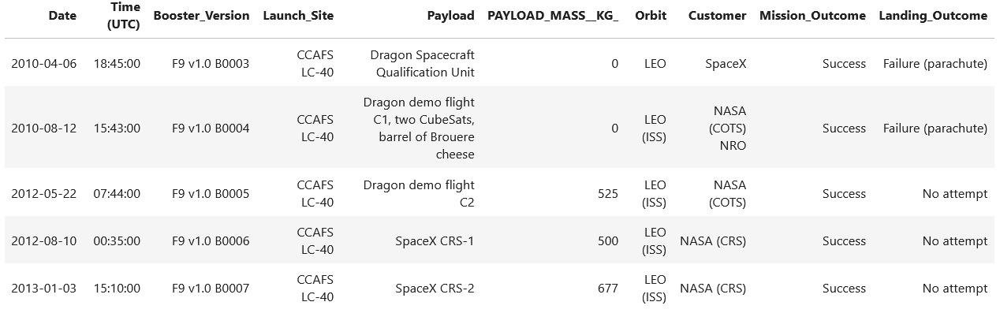 Date Time (UTC) Booster_Version Launch_Site Payload PAYLOAD_MASS__KG_ Orbit Customer Mission_Outcome Landing_Outcome
2010-04-06 18:45:00 F9 v1.0 B0003 CCAFS LC-40 Dragon Spacecraft Qualification Unit 0 LEO SpaceX Success Failure (parachute)
2010-08-12 15:43:00 F9 v1.0 B0004 CCAFS LC-40 Dragon demo flight C1, two CubeSats, barrel of Brouere cheese 0 LEO (ISS) NASA (COTS) NRO Success Failure (parachute)
2012-05-22 07:44:00 F9 v1.0 B0005 CCAFS LC-40 Dragon demo flight C2 525 LEO (ISS) NASA (COTS) Success No attempt
2012-08-10 00:35:00 F9 v1.0 B0006 CCAFS LC-40 SpaceX CRS-1 500 LEO (ISS) NASA (CRS) Success No attempt
2013-01-03 15:10:00 F9 v1.0 B0007 CCAFS LC-40 SpaceX CRS-2 677 LEO (ISS) NASA (CRS) Success No attempt